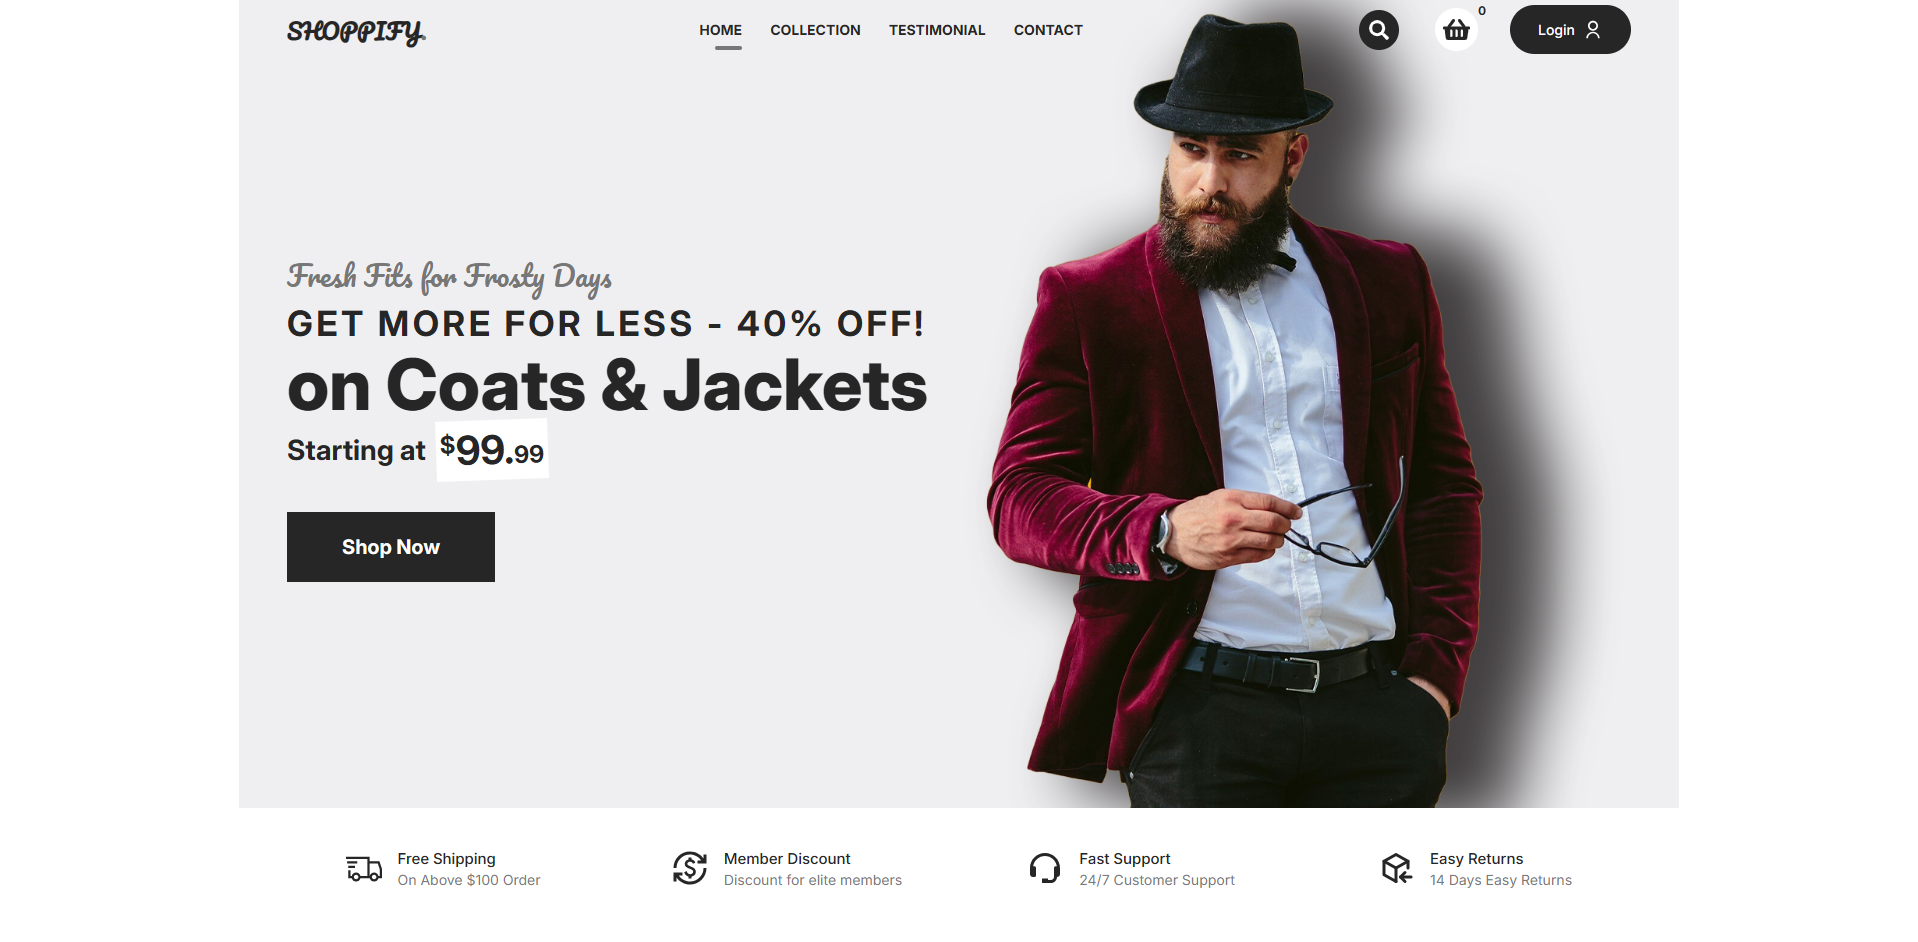 SHOPPIFY
HOME COLLECTION TESTIMONIAL CONTACT
0
Login
Fresh Fits for Frosty Days
GET MORE FOR LESS - 40% OFF!
on Coats & Jackets
Starting at $99.99
Shop Now
Free Shipping
On Above $100 Order
Member Discount
Discount for elite members
Fast Support
24/7 Customer Support
Easy Returns
14 Days Easy Returns